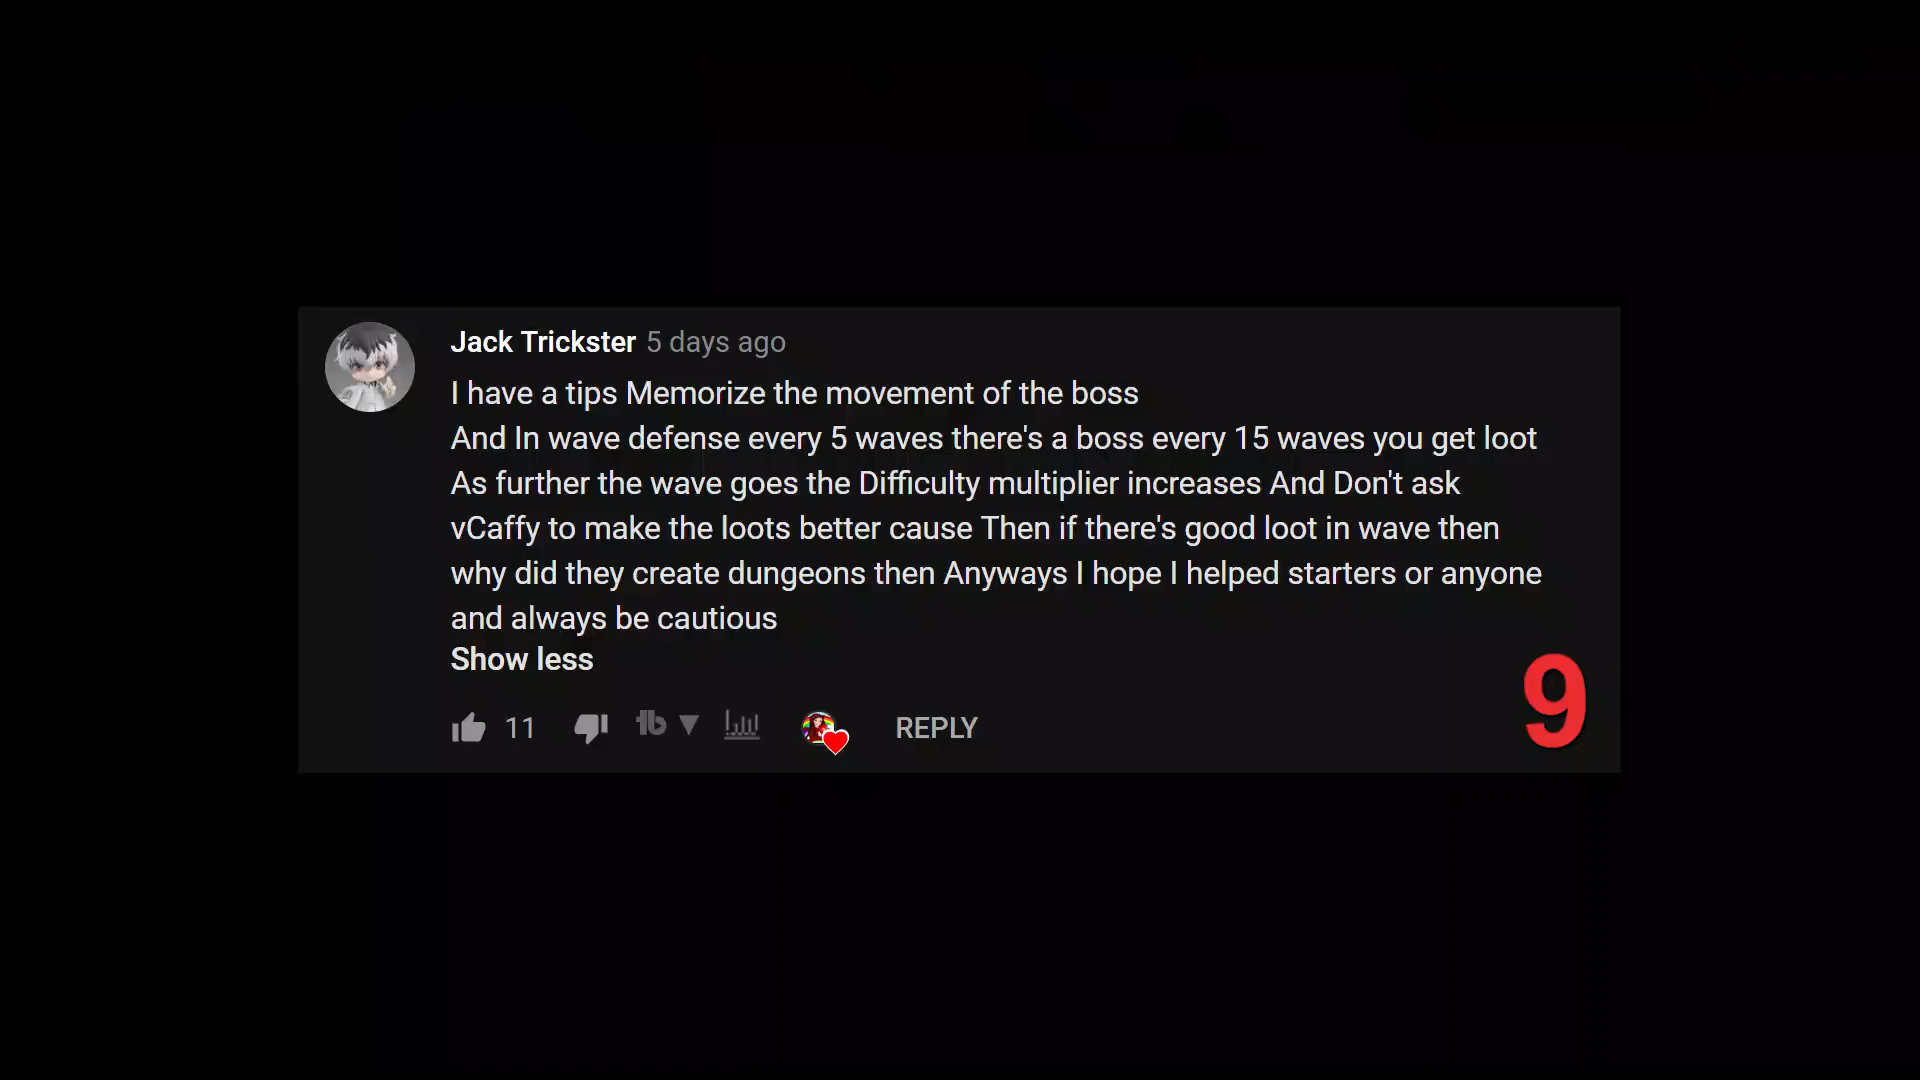 Jack Trickster 5 days ago
I have a tips Memorize the movement of the boss
And In wave defense every 5 waves there's a boss every 15 waves you get loot
As further the wave goes the Difficulty multiplier increases And Don't ask
vCaffy to make the loots better cause Then if there's good loot in wave then
why did they create dungeons then Anyways I hope I helped starters or anyone
and always be cautious
Show less
11 tb REPLY
9